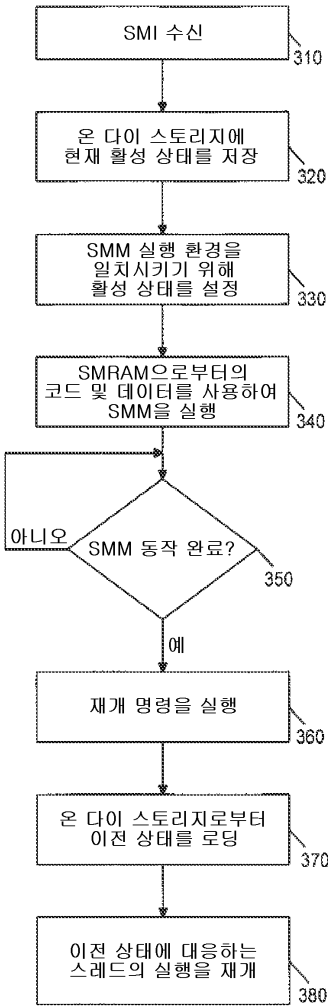 SMI 수신
310
온 다이 스토리지에
현재 활성 상태를 저장
320
SMM 실행 환경을
일치시키기 위해
활성 상태를 설정
330
SMRAM으로부터의
코드 및 데이터를 사용하여
SMM을 실행
340
아니오
SMM 동작 완료?
350
예
재개 명령을 실행
360
온 다이 스토리지로부터
이전 상태를 로딩
370
이전 상태에 대응하는
스레드의 실행을 재개
380